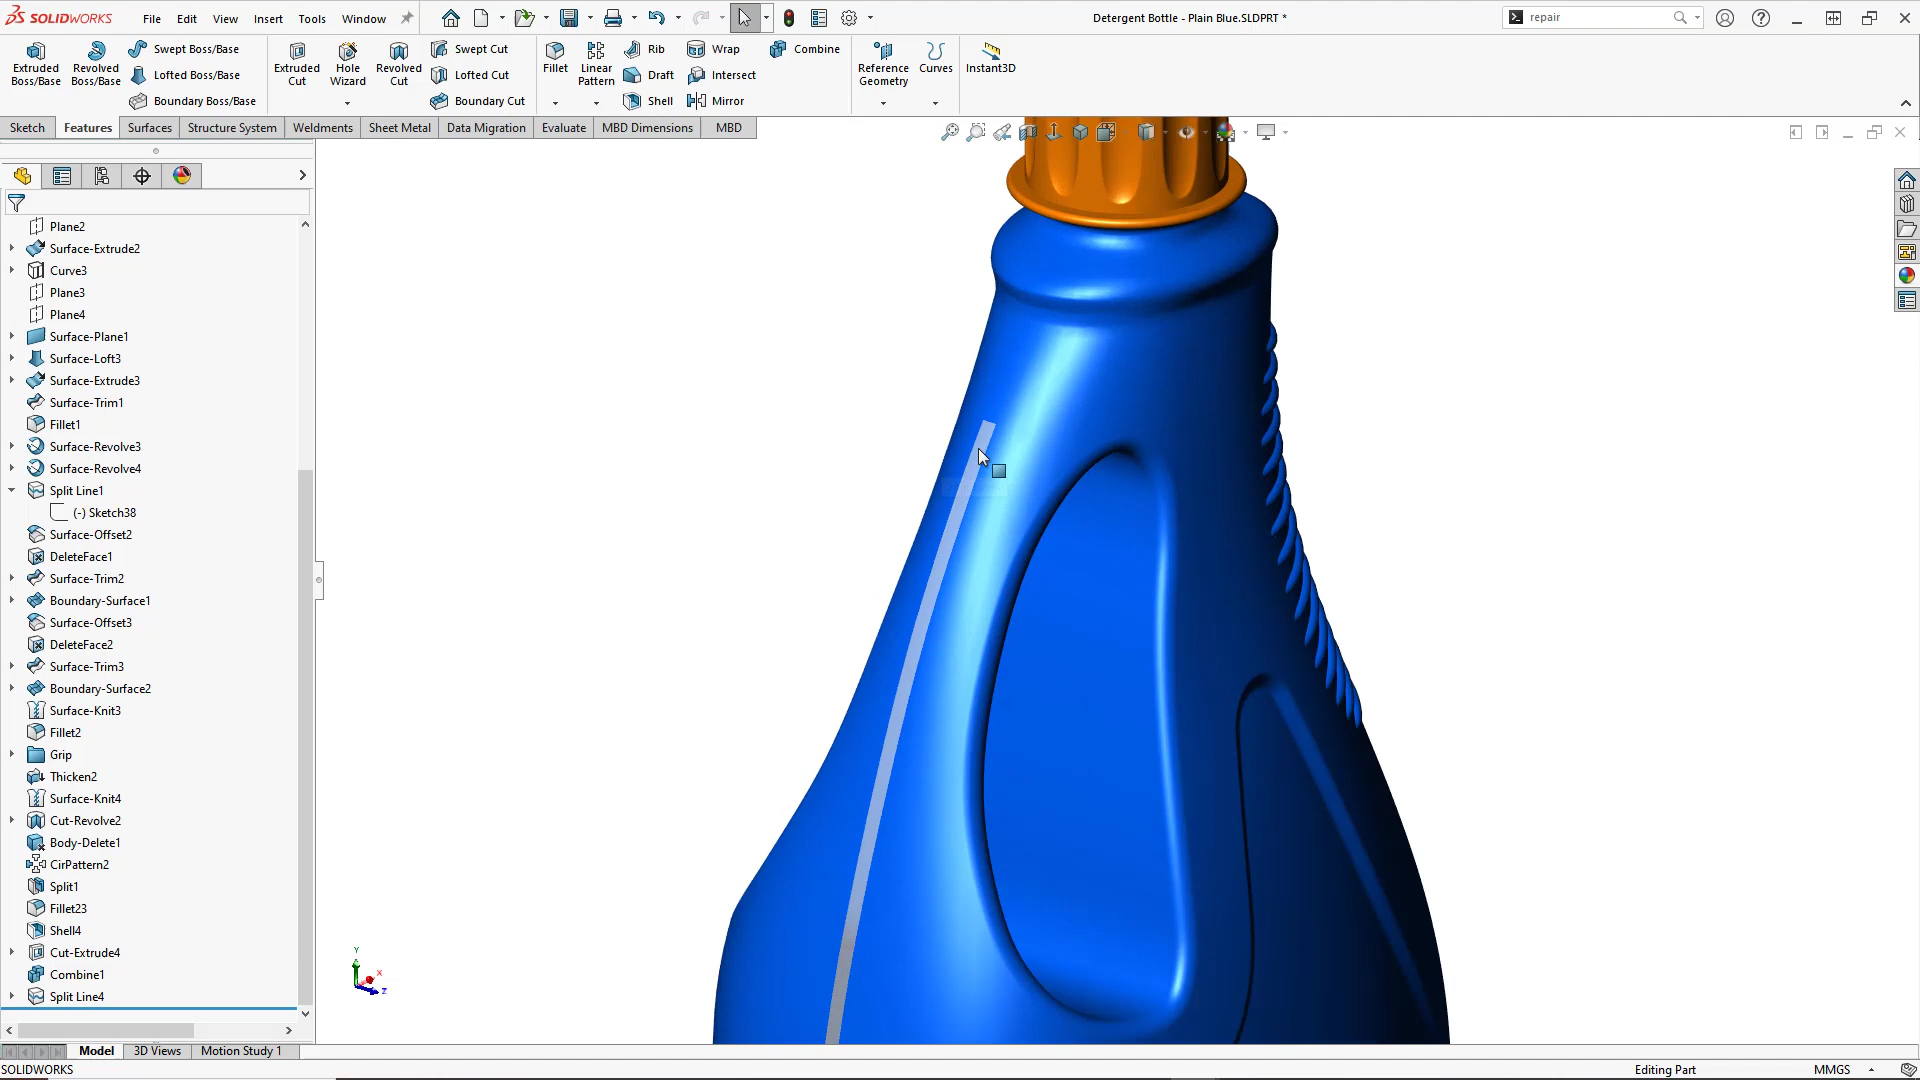 SOLIDWORKS
File Edit View Insert Tools Window
Detergent Bottle - Plain Blue.SLDPRT *
repair
Extruded Boss/Base
Revolved Boss/Base
Swept Boss/Base
Lofted Boss/Base
Boundary Boss/Base
Extruded Cut
Hole Wizard
Revolved Cut
Swept Cut
Lofted Cut
Boundary Cut
Fillet
Linear Pattern
Rib
Draft
Shell
Wrap
Intersect
Mirror
Combine
Reference Geometry
Curves
Instant3D
Sketch Features Surfaces Structure System Weldments Sheet Metal Data Migration Evaluate MBD Dimensions MBD
Plane2
Surface-Extrude2
Curve3
Plane3
Plane4
Surface-Plane1
Surface-Loft3
Surface-Extrude3
Surface-Trim1
Fillet1
Surface-Revolve3
Surface-Revolve4
Split Line1
(-) Sketch38
Surface-Offset2
DeleteFace1
Surface-Trim2
Boundary-Surface1
Surface-Offset3
DeleteFace2
Surface-Trim3
Boundary-Surface2
Surface-Knit3
Fillet2
Grip
Thicken2
Surface-Knit4
Cut-Revolve2
Body-Delete1
CirPattern2
Split1
Fillet23
Shell4
Cut-Extrude4
Combine1
Split Line4
Y
X
Z
Model 3D Views Motion Study 1
SOLIDWORKS
Editing Part
MMGS